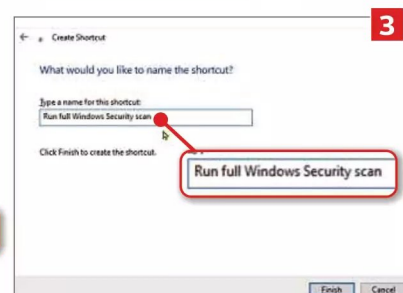 3
Create Shortcut
What would you like to name the shortcut?
Type a name for this shortcut:
Run full Windows Security scan
Click Finish to create the shortcut.
Run full Windows Security scan
Finish Cancel